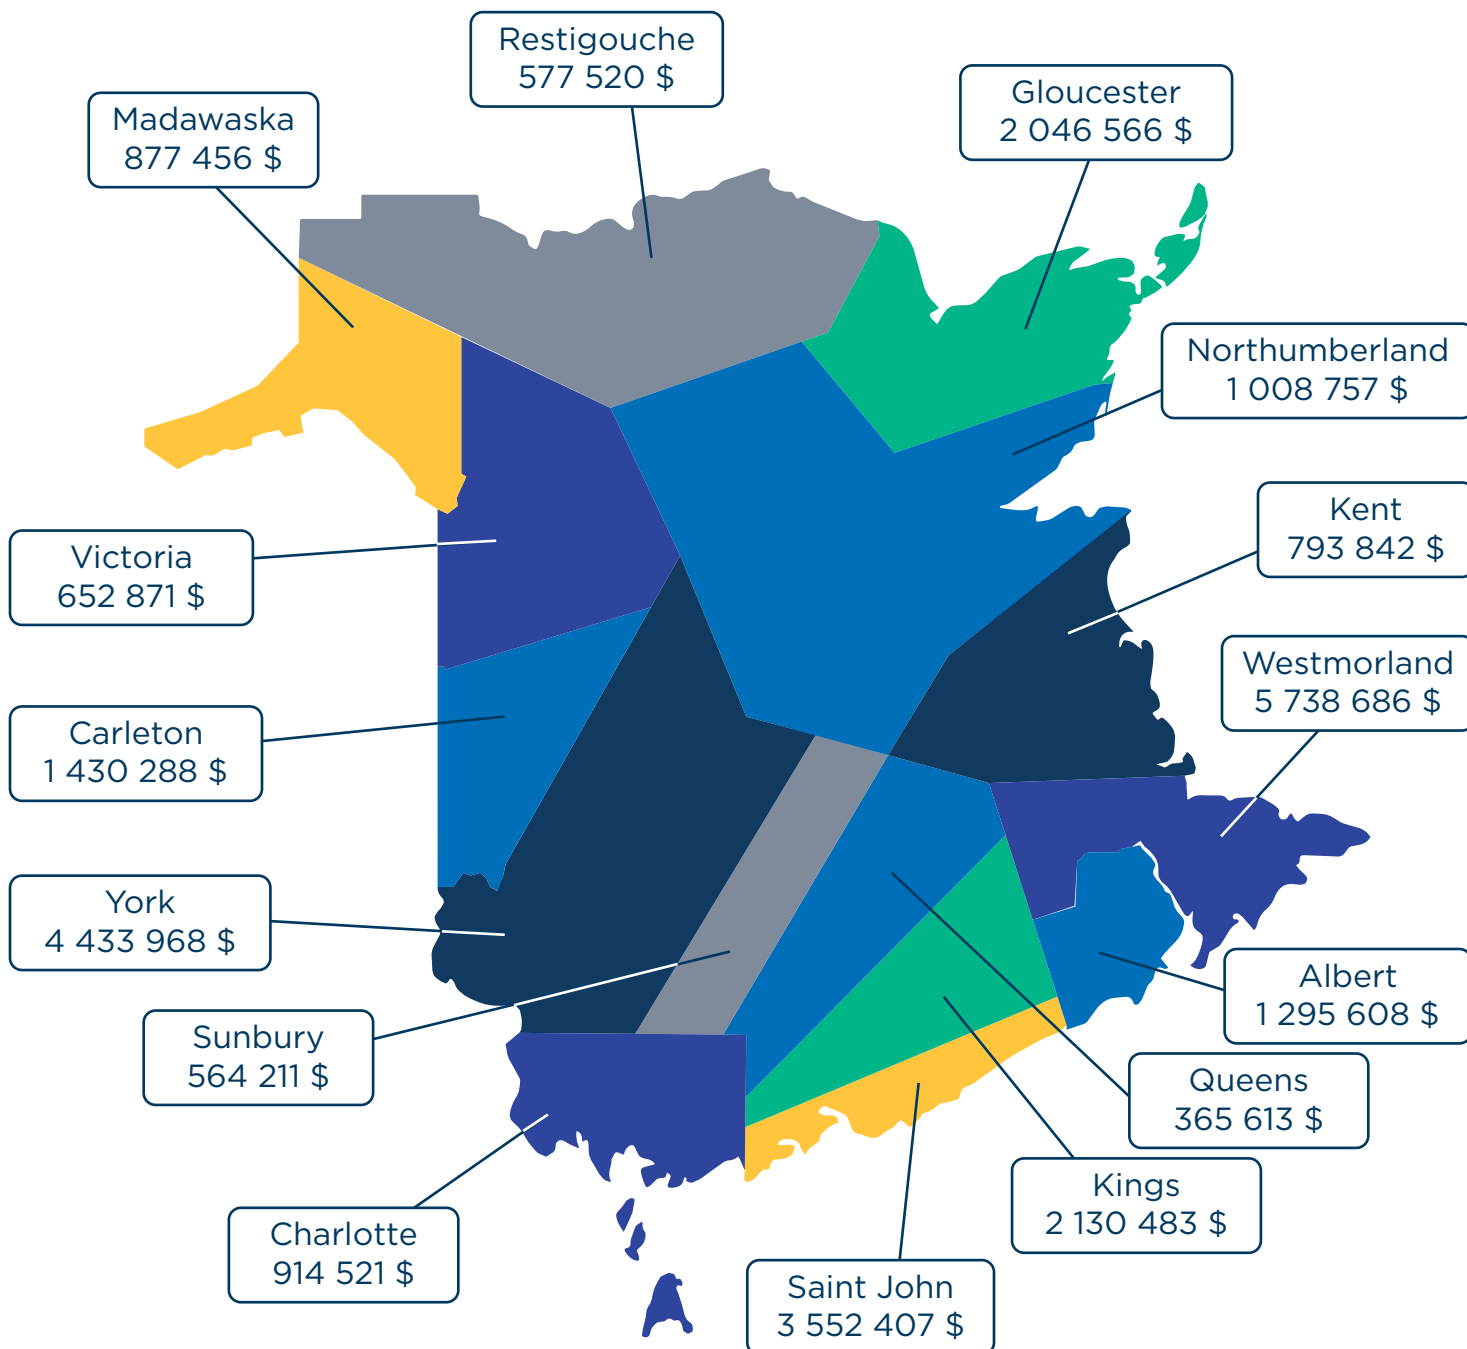 Restigouche
577 520 $
Gloucester
2 046 566 $
Madawaska
877 456 $
Northumberland
1 008 757 $
Kent
793 842 $
Victoria
652 871 $
Westmorland
5 738 686 $
Carleton
1 430 288 $
York
4 433 968 $
Albert
1 295 608 $
Sunbury
564 211 $
Queens
365 613 $
Kings
2 130 483 $
Charlotte
914 521 $
Saint John
3 552 407 $